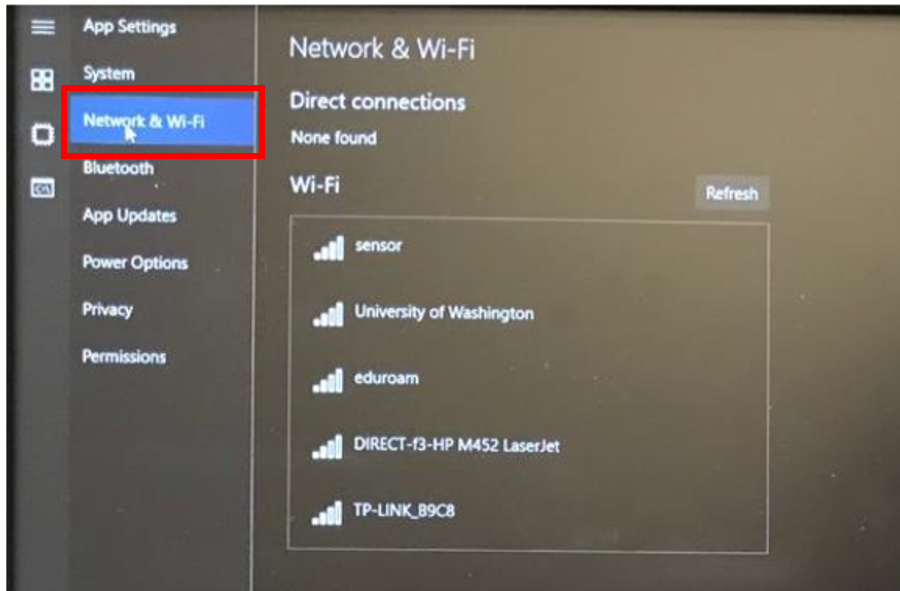 App Settings
System
Network & Wi-Fi
Bluetooth
App Updates
Power Options
Privacy
Permissions
Network & Wi-Fi
Direct connections
None found
Wi-Fi
Refresh
sensor
University of Washington
eduroam
DIRECT-f3-HP M452 LaserJet
TP-LINK_B9C8